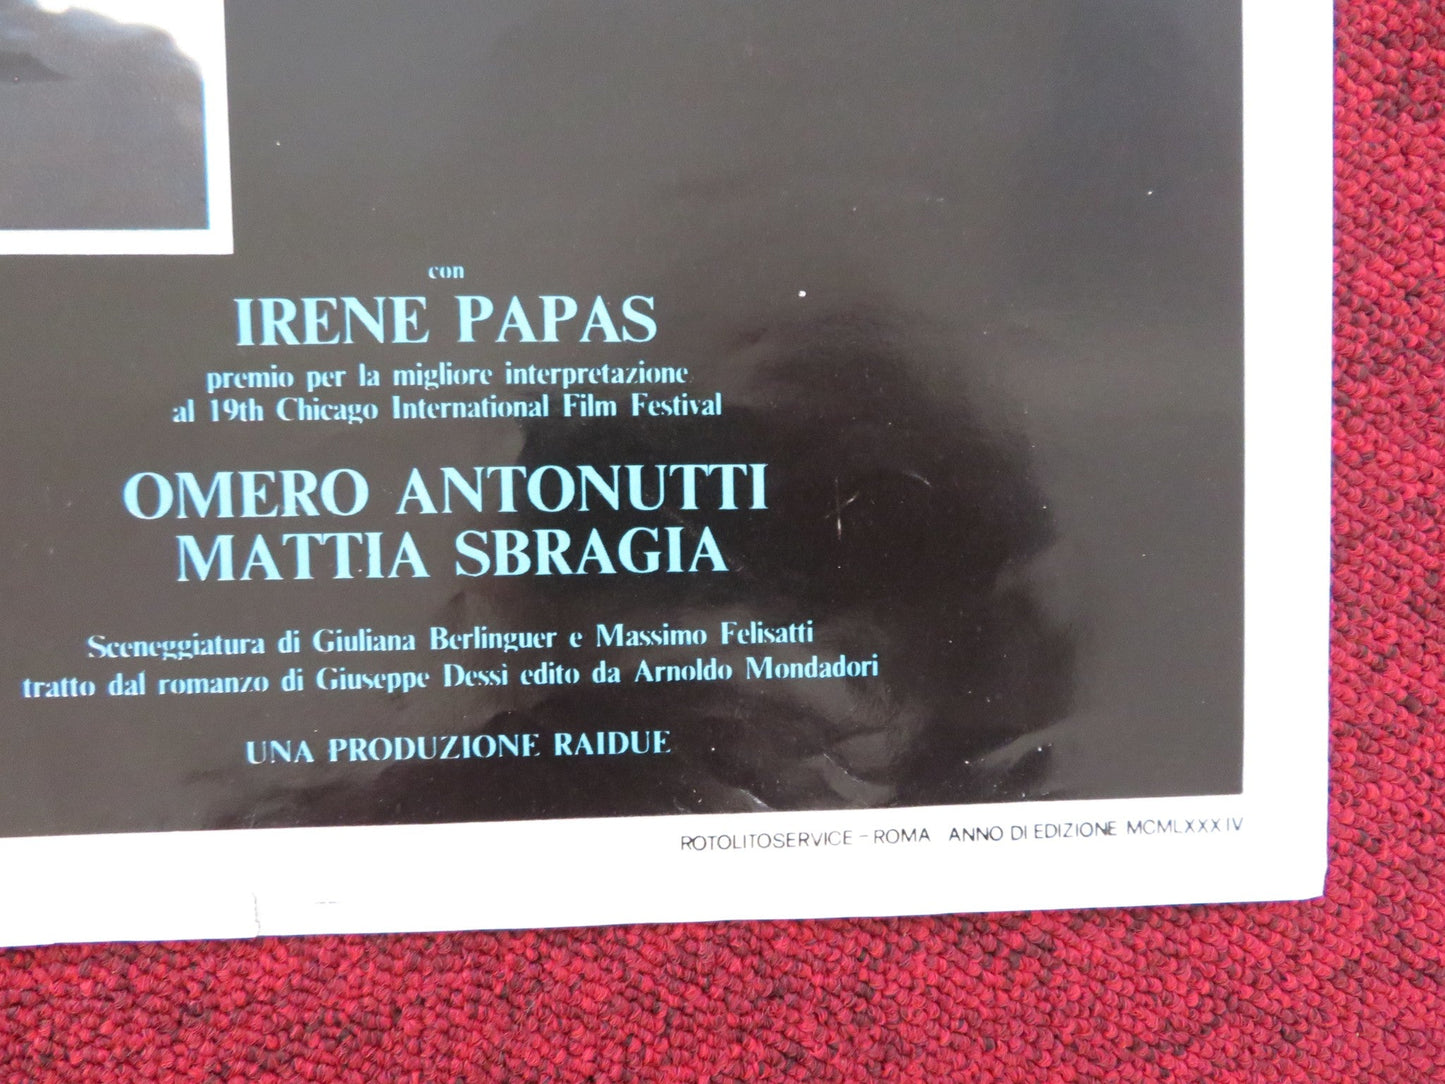 con
IRENE PAPAS
premio per la migliore interpretazione
al 19th Chicago International Film Festival
OMERO ANTONUTTI
MATTIA SBRAGIA
Sceneggiatura di Giuliana Berlinguer e Massimo Felisatti
tratto dal romanzo di Giuseppe Dessì edito da Arnoldo Mondadori
UNA PRODUZIONE RAIDUE
ROTOLITOSERVICE - ROMA ANNO DI EDIZIONE MCMLXXXIV